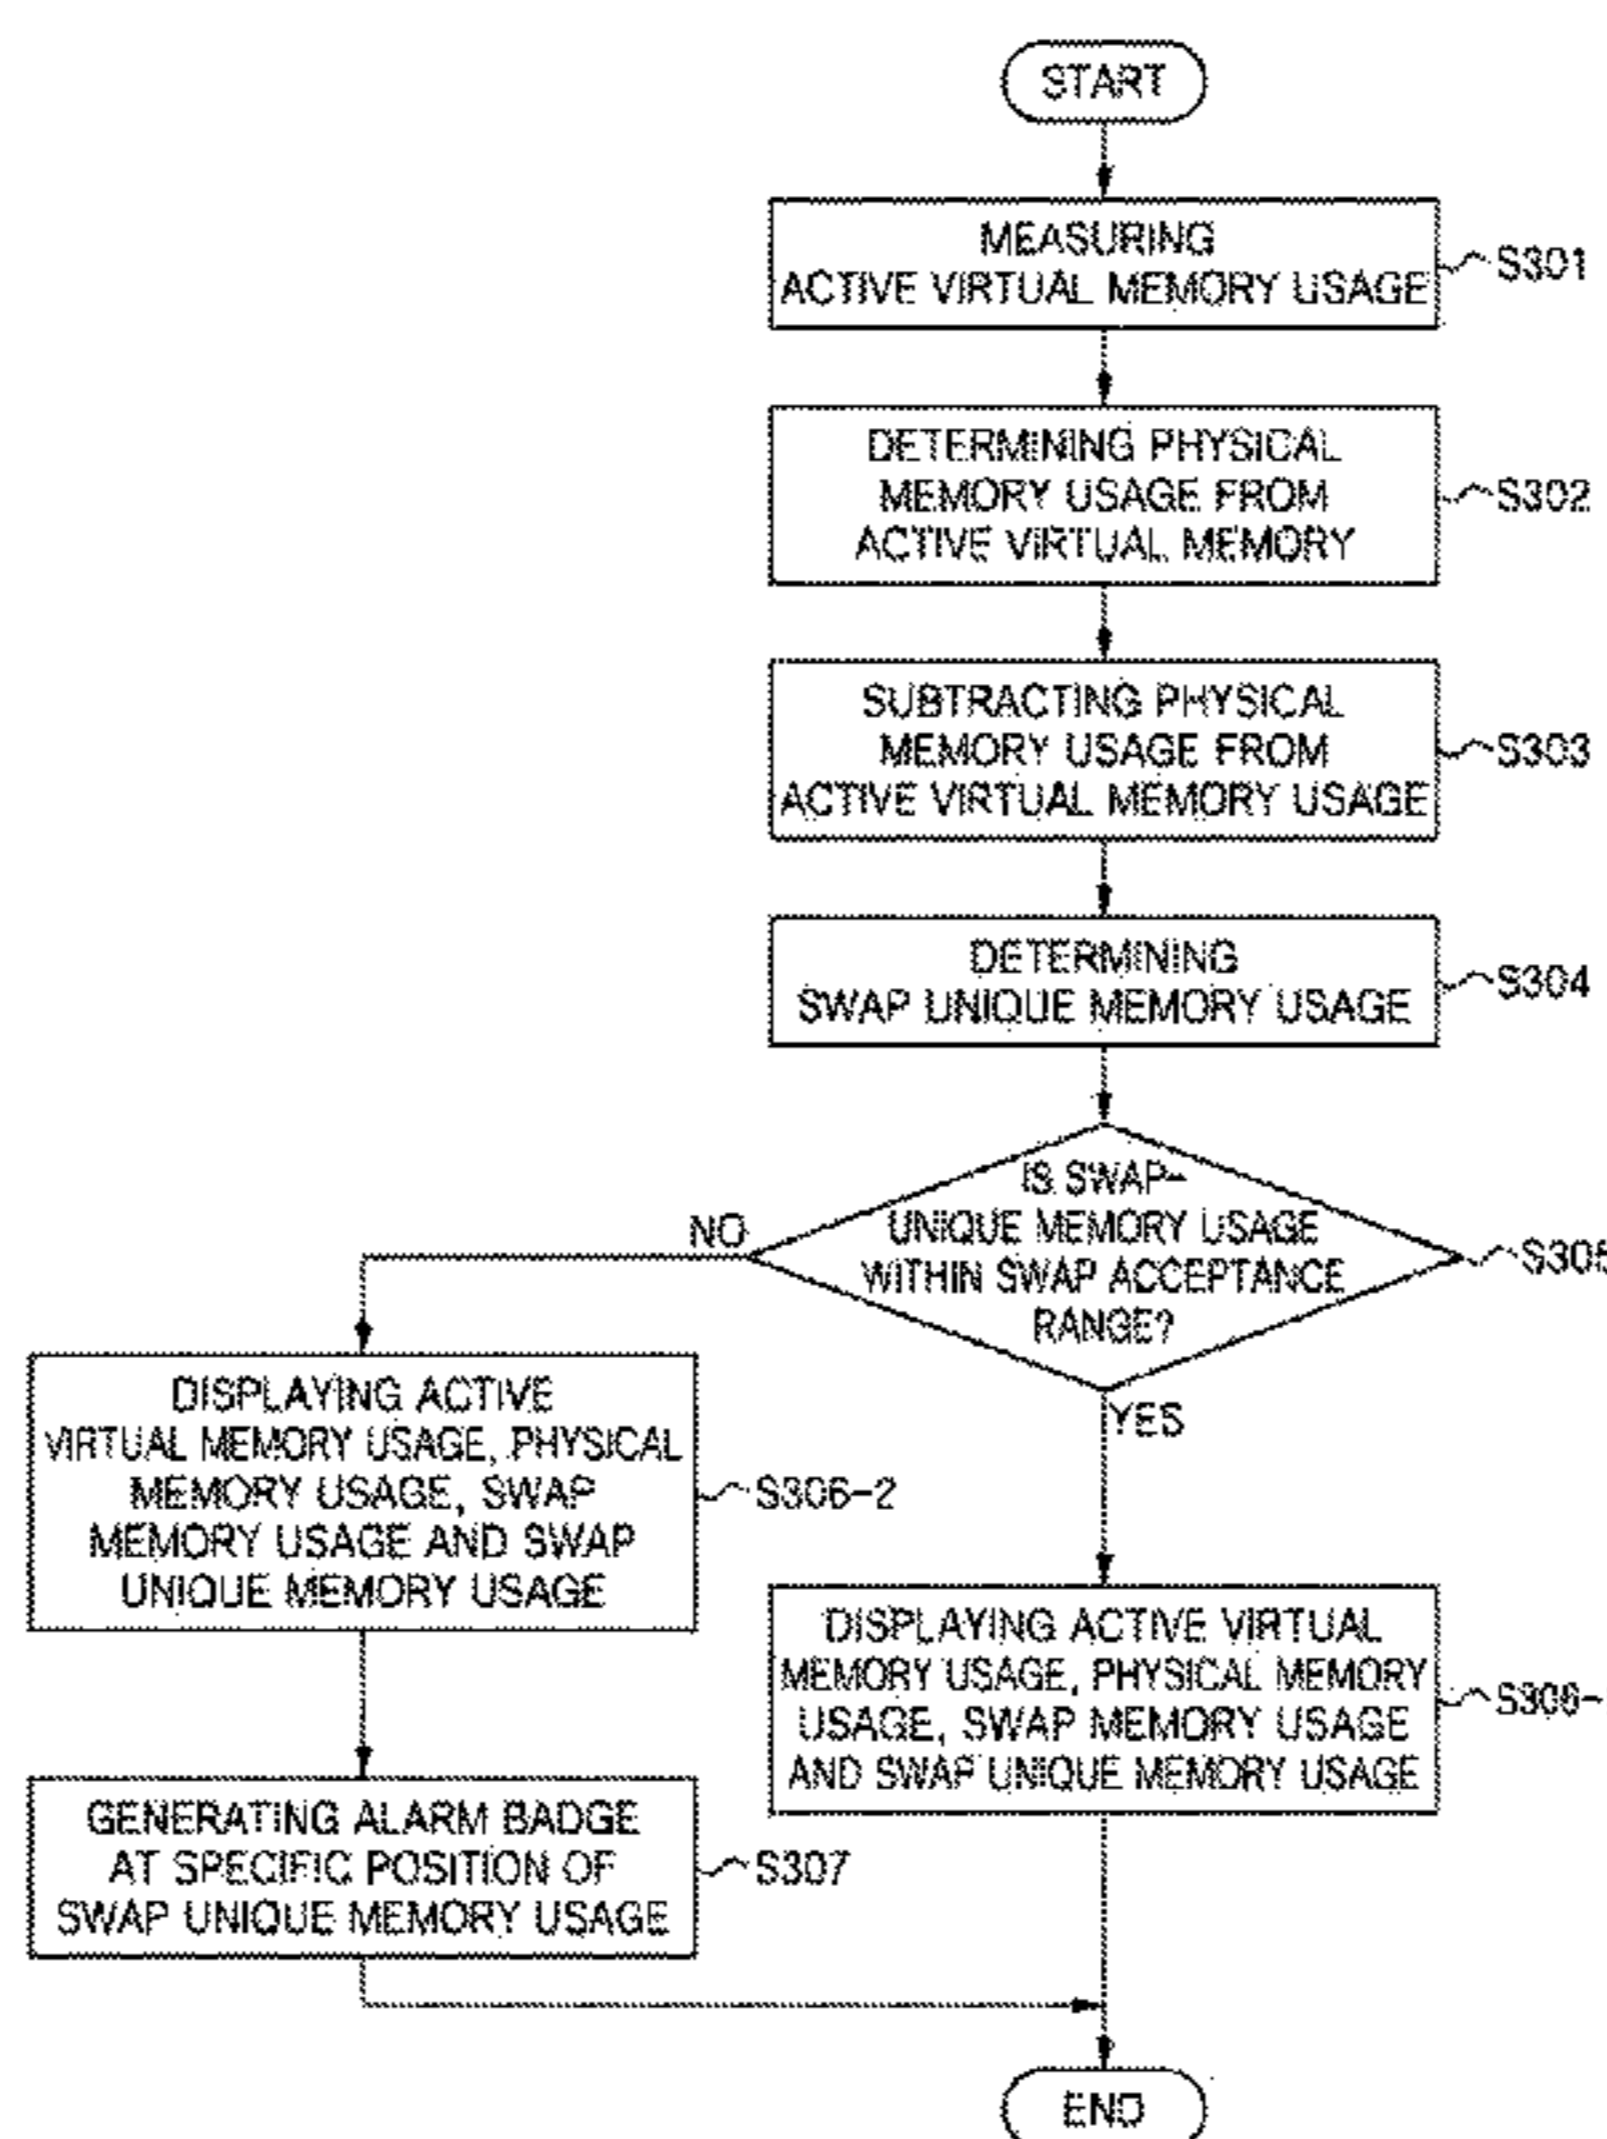 START
MEASURING
ACTIVE VIRTUAL MEMORY USAGE
S301
DETERMINING PHYSICAL
MEMORY USAGE FROM
ACTIVE VIRTUAL MEMORY
S302
SUBTRACTING PHYSICAL
MEMORY USAGE FROM
ACTIVE VIRTUAL MEMORY USAGE
S303
DETERMINING
SWAP UNIQUE MEMORY USAGE
S304
IS SWAP-
UNIQUE MEMORY USAGE
WITHIN SWAP ACCEPTANCE
RANGE?
S305
NO
YES
DISPLAYING ACTIVE
VIRTUAL MEMORY USAGE, PHYSICAL
MEMORY USAGE, SWAP
MEMORY USAGE AND SWAP
UNIQUE MEMORY USAGE
S306-2
DISPLAYING ACTIVE VIRTUAL
MEMORY USAGE, PHYSICAL MEMORY
USAGE, SWAP MEMORY USAGE
AND SWAP UNIQUE MEMORY USAGE
S306-
GENERATING ALARM BADGE
AT SPECIFIC POSITION OF
SWAP UNIQUE MEMORY USAGE
S307
END